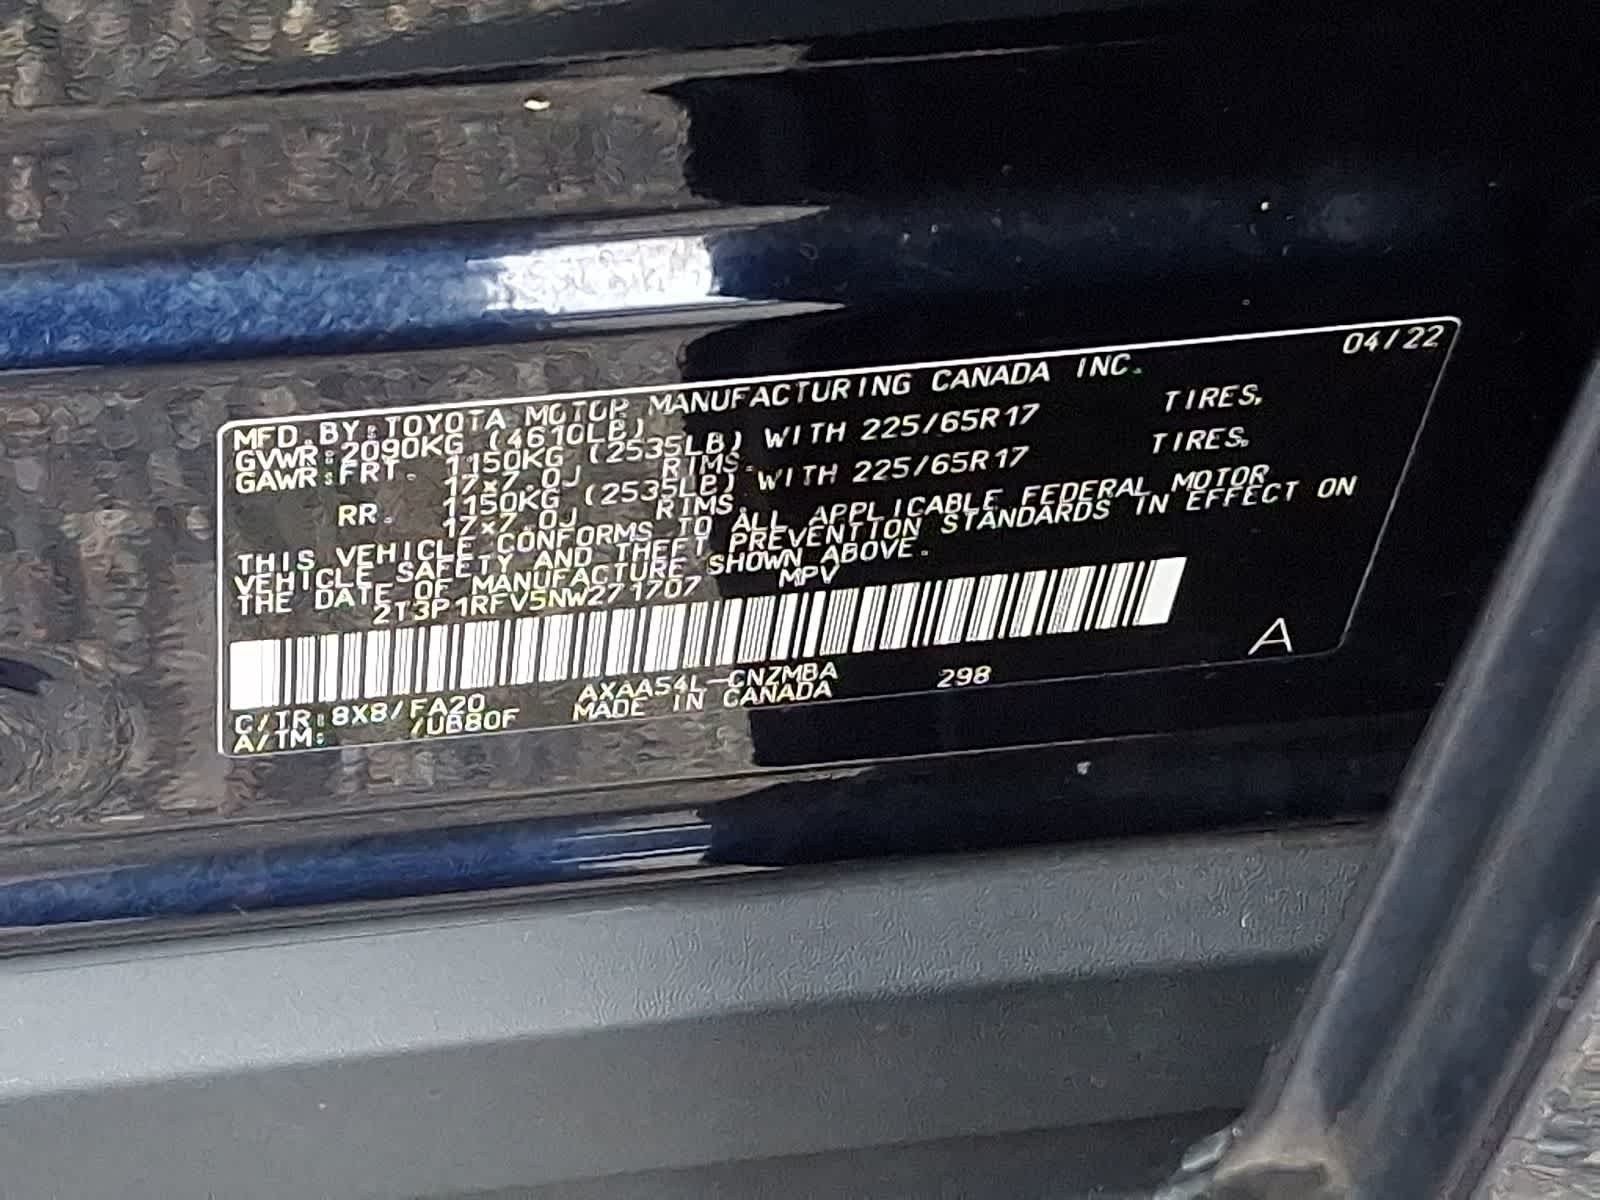 04/22
MFD.BY:TOYOTA MOTOR MANUFACTURING CANADA INC.
GVWR:2090KG (4610LB)
GAWR:FRT. 1150KG (2535LB) WITH 225/65R17 TIRES,
17x7.0J RIMS.
RR. 1150KG (2535LB) WITH 225/65R17 TIRES,
17x7.0J RIMS.
THIS VEHICLE CONFORMS TO ALL APPLICABLE FEDERAL MOTOR
VEHICLE SAFETY AND THEFT PREVENTION STANDARDS IN EFFECT ON
THE DATE OF MANUFACTURE SHOWN ABOVE.
2T3P1RFV5NW271707 MPV
A
C/TR:8X8/FA20 AXAA54L-CNZMBA 298
A/TM: /UB80F MADE IN CANADA